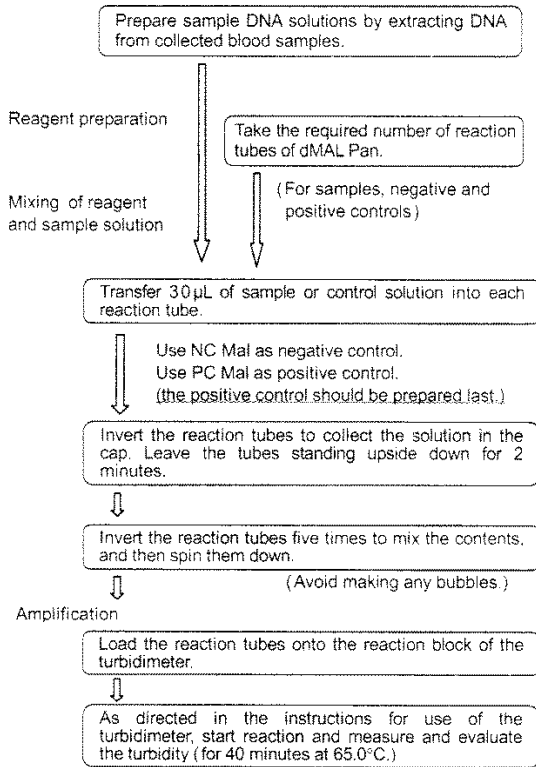 Prepare sample DNA solutions by extracting DNA
from collected blood samples.
Reagent preparation
Take the required number of reaction
tubes of dMAL Pan.
Mixing of reagent
and sample solution
(For samples, negative and
positive controls)
Transfer 30µL of sample or control solution into each
reaction tube.
Use NC Mal as negative control.
Use PC Mal as positive control.
(the positive control should be prepared last.)
Invert the reaction tubes to collect the solution in the
cap. Leave the tubes standing upside down for 2
minutes.
Invert the reaction tubes five times to mix the contents,
and then spin them down.
(Avoid making any bubbles.)
Amplification
Load the reaction tubes onto the reaction block of the
turbidimeter.
As directed in the instructions for use of the
turbidimeter, start reaction and measure and evaluate
the turbidity (for 40 minutes at 65.0°C.)